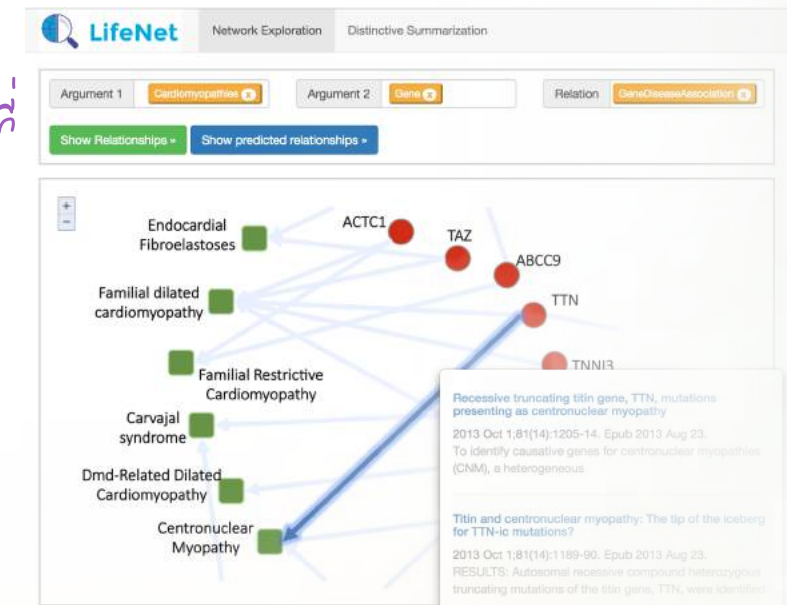 LifeNet
Network Exploration
Distinctive Summarization
Argument 1
Cardiomyopathies x
Argument 2
Gene x
Relation
GeneDiseaseAssociation x
Show Relationships »
Show predicted relationships »
+
−
Endocardial
Fibroelastoses
ACTC1
TAZ
ABCC9
Familial dilated
cardiomyopathy
TTN
TNNI3
Familial Restrictive
Cardiomyopathy
Carvajal
syndrome
Dmd-Related Dilated
Cardiomyopathy
Centronuclear
Myopathy
Recessive truncating titin gene, TTN, mutations
presenting as centronuclear myopathy
2013 Oct 1;81(14):1205-14. Epub 2013 Aug 23.
To identify causative genes for centronuclear myopathies
(CNM), a heterogeneous
Titin and centronuclear myopathy: The tip of the iceberg
for TTN-ic mutations?
2013 Oct 1;81(14):1189-90. Epub 2013 Aug 23.
RESULTS: Autosomal recessive compound heterozygous
truncating mutations of the titin gene, TTN, were identified